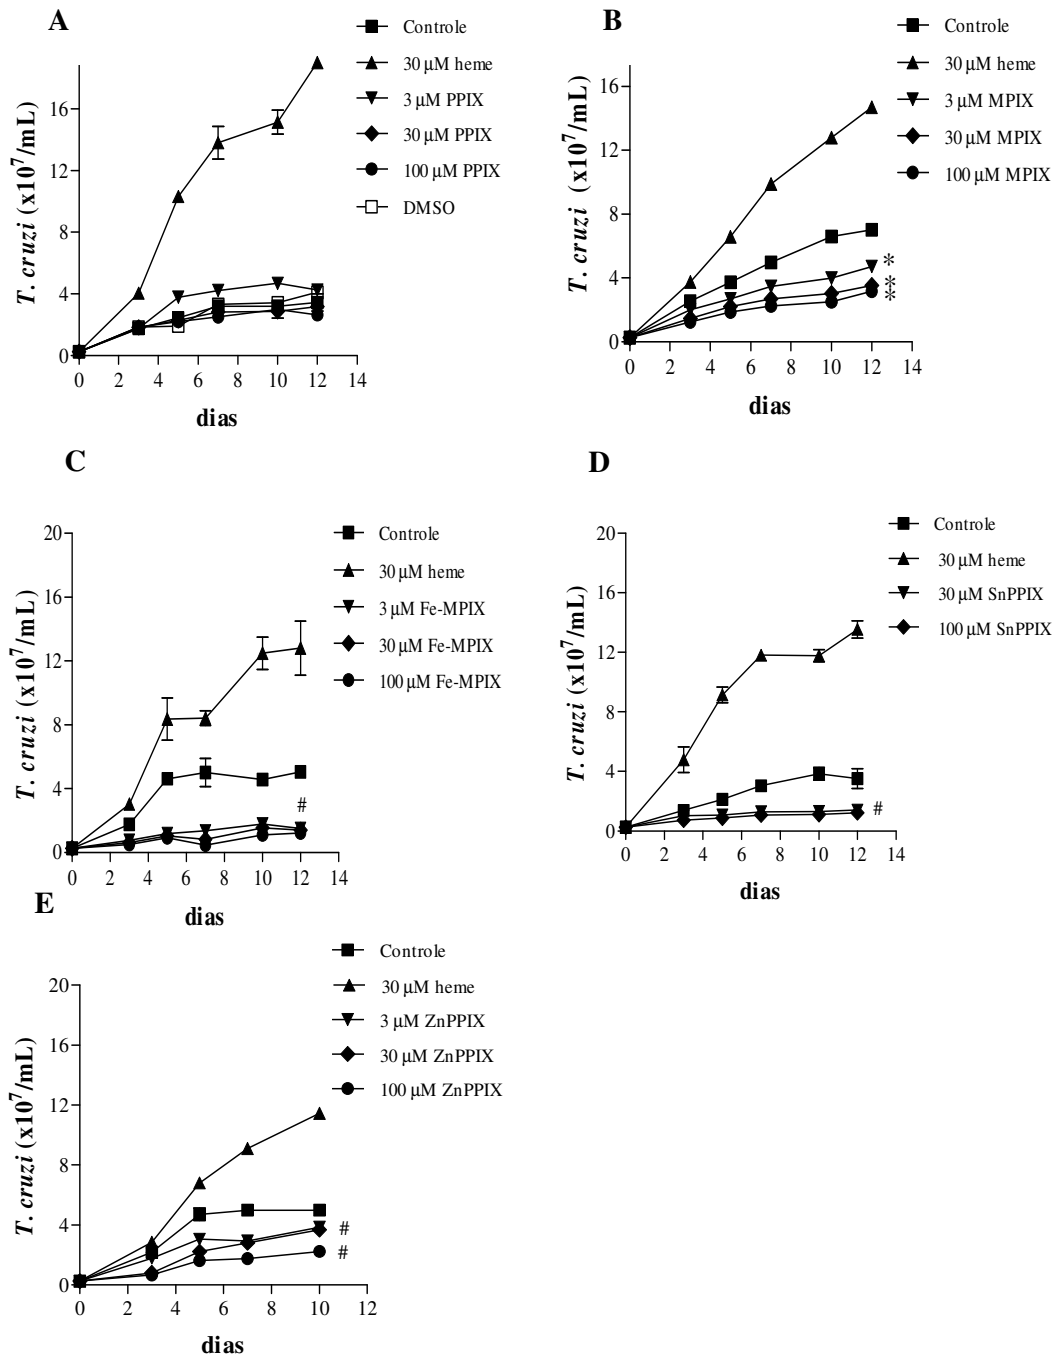 A
Controle
30 µM heme
3 µM PPIX
30 µM PPIX
100 µM PPIX
DMSO
T. cruzi (x10⁷/mL)
16
12
8
4
0
0 2 4 6 8 10 12 14
dias
B
Controle
30 µM heme
3 µM MPIX
30 µM MPIX
100 µM MPIX
T. cruzi (x10⁷/mL)
16
12
8
4
0
*
*
*
0 2 4 6 8 10 12 14
dias
C
Controle
30 µM heme
3 µM Fe-MPIX
30 µM Fe-MPIX
100 µM Fe-MPIX
T. cruzi (x10⁷/mL)
20
16
12
8
4
0
#
0 2 4 6 8 10 12 14
dias
D
Controle
30 µM heme
30 µM SnPPIX
100 µM SnPPIX
T. cruzi (x10⁷/mL)
20
16
12
8
4
0
#
0 2 4 6 8 10 12 14
dias
E
Controle
30 µM heme
3 µM ZnPPIX
30 µM ZnPPIX
100 µM ZnPPIX
T. cruzi (x10⁷/mL)
20
16
12
8
4
0
#
#
0 2 4 6 8 10 12
dias